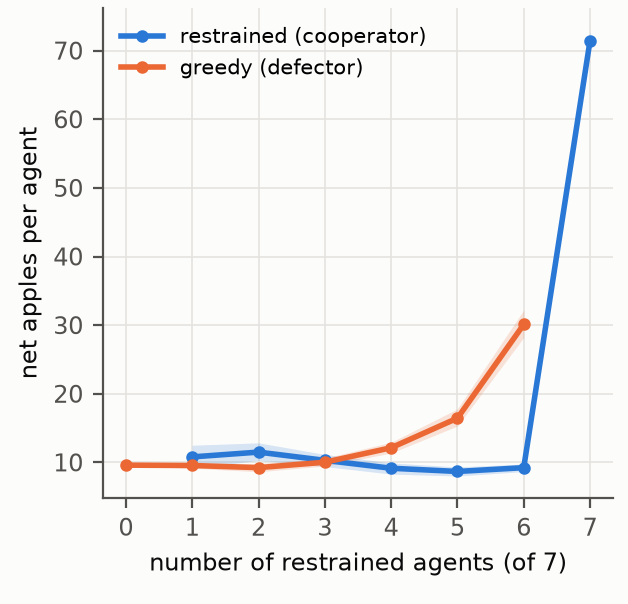 restrained (cooperator)
greedy (defector)
net apples per agent
70
60
50
40
30
20
10
0 1 2 3 4 5 6 7
number of restrained agents (of 7)